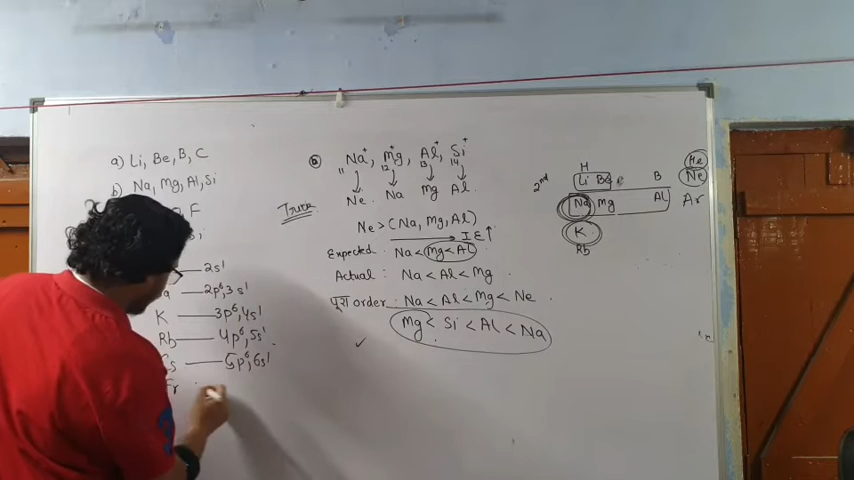 a) Li, Be, B, C
b) Na, Mg, Al, Si
, F
i
2s¹
2p⁶,3s¹
K — 3p⁶,4s¹
Rb — 4p⁶,5s¹
Cs — 5p⁶,6s¹
Fr
Na⁺, Mg⁺, Al⁺, Si⁺
11 12 13 14
Ne Na Mg Al
Trick
Ne > (Na, Mg, Al)
IE↑
Expected. Na < Mg < Al
Actual : Na < Al < Mg
पूरा order. Na < Al < Mg < Ne
Mg < Si < Al < Na
✓
H
2nd Li Be B He
Ne
Na Mg Al Ar
K
Rb